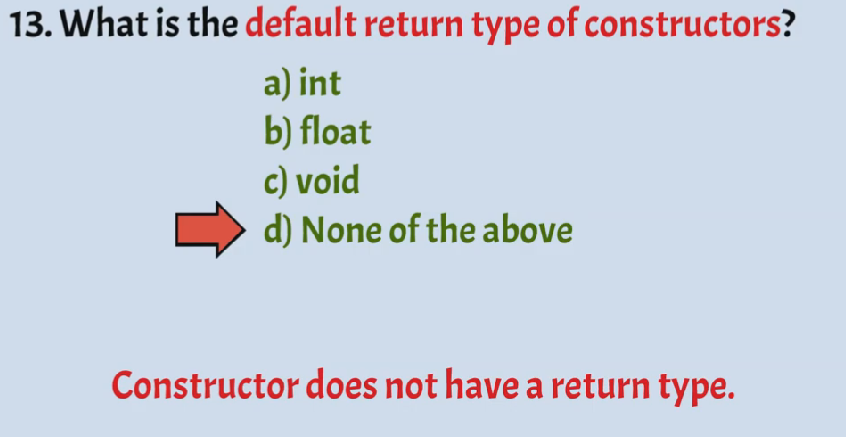 13. What is the default return type of constructors?
a) int
b) float
c) void
d) None of the above
Constructor does not have a return type.